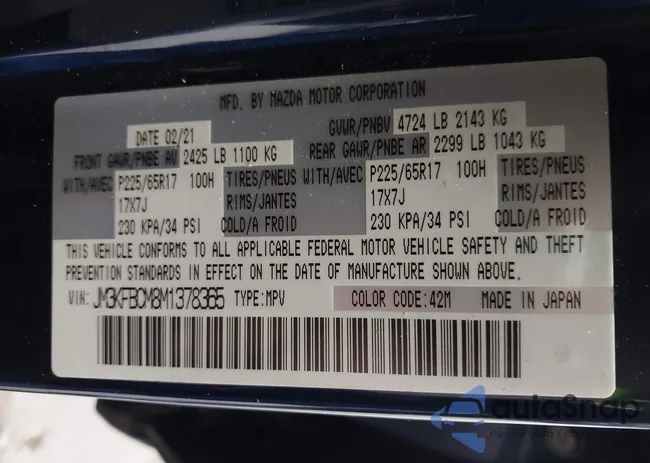 MFD. BY MAZDA MOTOR CORPORATION
DATE 02/21 GVWR/PNBV 4724 LB 2143 KG
FRONT GAWR/PNBE AV 2425 LB 1100 KG REAR GAWR/PNBE AR 2299 LB 1043 KG
WITH/AVEC P225/65R17 100H TIRES/PNEUS WITH/AVEC P225/65R17 100H TIRES/PNEUS
17X7J RIMS/JANTES 17X7J RIMS/JANTES
230 KPA/34 PSI COLD/A FROID 230 KPA/34 PSI COLD/A FROID
THIS VEHICLE CONFORMS TO ALL APPLICABLE FEDERAL MOTOR VEHICLE SAFETY AND THEFT
PREVENTION STANDARDS IN EFFECT ON THE DATE OF MANUFACTURE SHOWN ABOVE.
VIN: JM3KFBCM8M1378365 TYPE:MPV COLOR CODE:42M MADE IN JAPAN
autoSnap